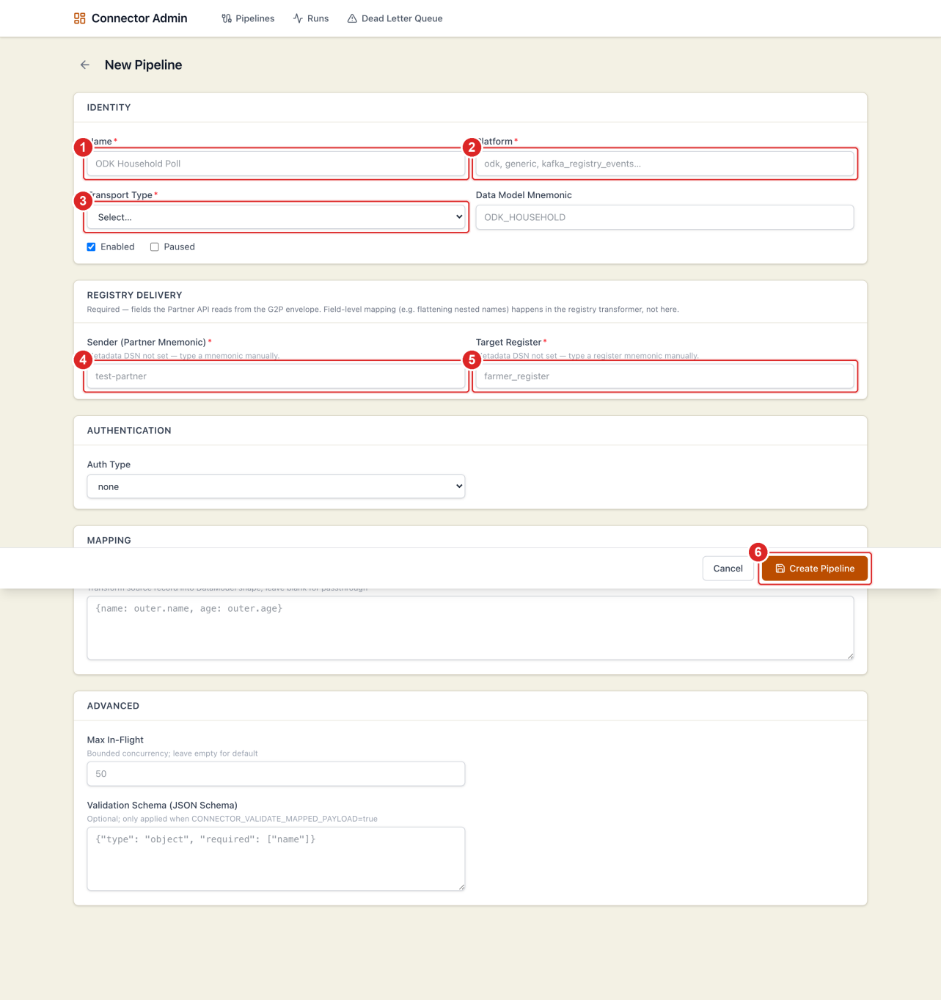 Connector Admin
Pipelines
Runs
Dead Letter Queue
New Pipeline
IDENTITY
1
ame *
2
latform *
ODK Household Poll
odk, generic, kafka_registry_events...
3
ransport Type *
Data Model Mnemonic
Select...
ODK_HOUSEHOLD
Enabled
Paused
REGISTRY DELIVERY
Required — fields the Partner API reads from the G2P envelope. Field-level mapping (e.g. flattening nested names) happens in the registry transformer, not here.
Sender (Partner Mnemonic) *
Target Register *
4
etadata DSN not set — type a mnemonic manually.
5
etadata DSN not set — type a register mnemonic manually.
test-partner
farmer_register
AUTHENTICATION
Auth Type
none
MAPPING
6
Cancel
Create Pipeline
Transform source record into DataModel shape; leave blank for passthrough
{name: outer.name, age: outer.age}
ADVANCED
Max In-Flight
Bounded concurrency; leave empty for default
50
Validation Schema (JSON Schema)
Optional; only applied when CONNECTOR_VALIDATE_MAPPED_PAYLOAD=true
{"type": "object", "required": ["name"]}